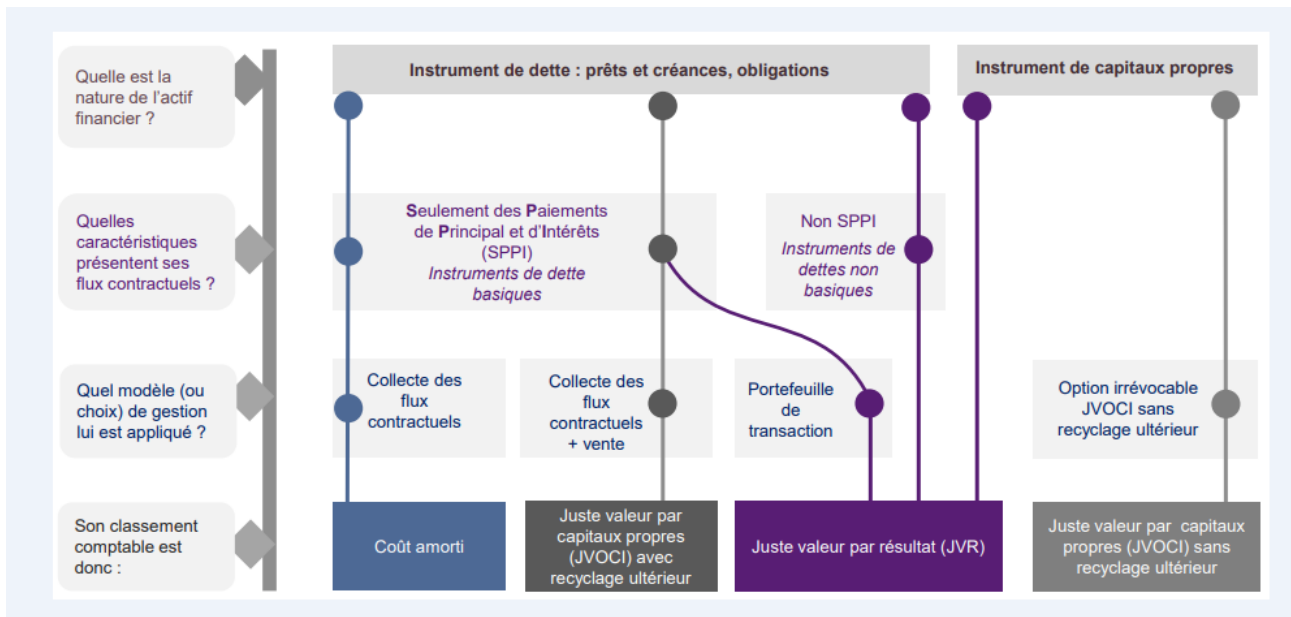 Quelle est la
nature de l'actif
financier ?
Instrument de dette : prêts et créances, obligations
Instrument de capitaux propres
Quelles
caractéristiques
présentent ses
flux contractuels ?
Seulement des Paiements
de Principal et d'Intérêts
(SPPI)
Instruments de dette
basiques
Non SPPI
Instruments de
dettes non
basiques
Quel modèle (ou
choix) de gestion
lui est appliqué ?
Collecte des
flux
contractuels
Collecte des
flux
contractuels
+ vente
Portefeuille
de
transaction
Option irrévocable
JVOCI sans
recyclage ultérieur
Son classement
comptable est
donc :
Coût amorti
Juste valeur par
capitaux propres
(JVOCI) avec
recyclage ultérieur
Juste valeur par résultat (JVR)
Juste valeur par capitaux
propres (JVOCI) sans
recyclage ultérieur